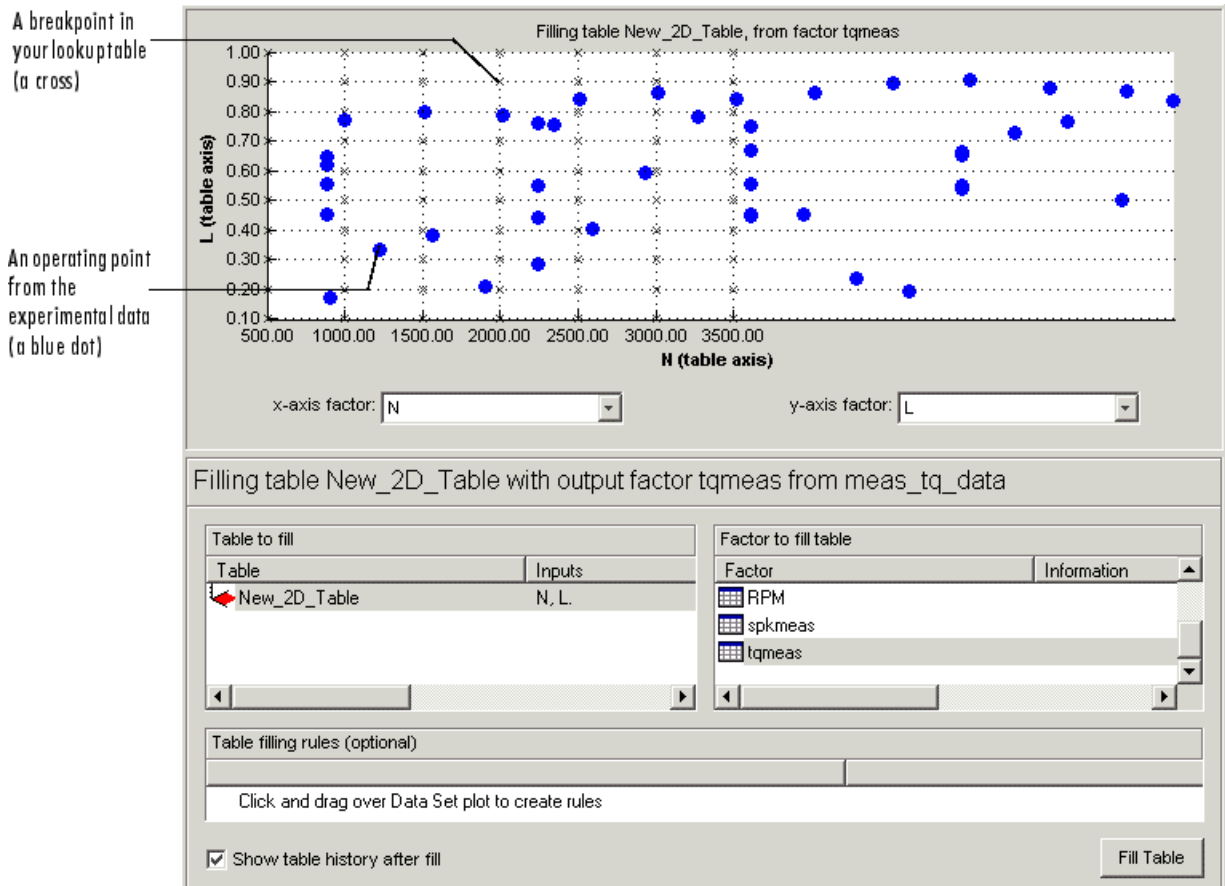 A breakpoint in
your lookup table
(a cross)
An operating point
from the
experimental data
(a blue dot)
Filling table New_2D_Table, from factor tqmeas
1.00
0.90
0.80
0.70
0.60
0.50
0.40
0.30
0.20
0.10
L (table axis)
500.00 1000.00 1500.00 2000.00 2500.00 3000.00 3500.00
N (table axis)
x-axis factor: N
y-axis factor: L
Filling table New_2D_Table with output factor tqmeas from meas_tq_data
Table to fill
Table Inputs
New_2D_Table N, L.
Factor to fill table
Factor Information
RPM
spkmeas
tqmeas
Table filling rules (optional)
Click and drag over Data Set plot to create rules
Show table history after fill
Fill Table